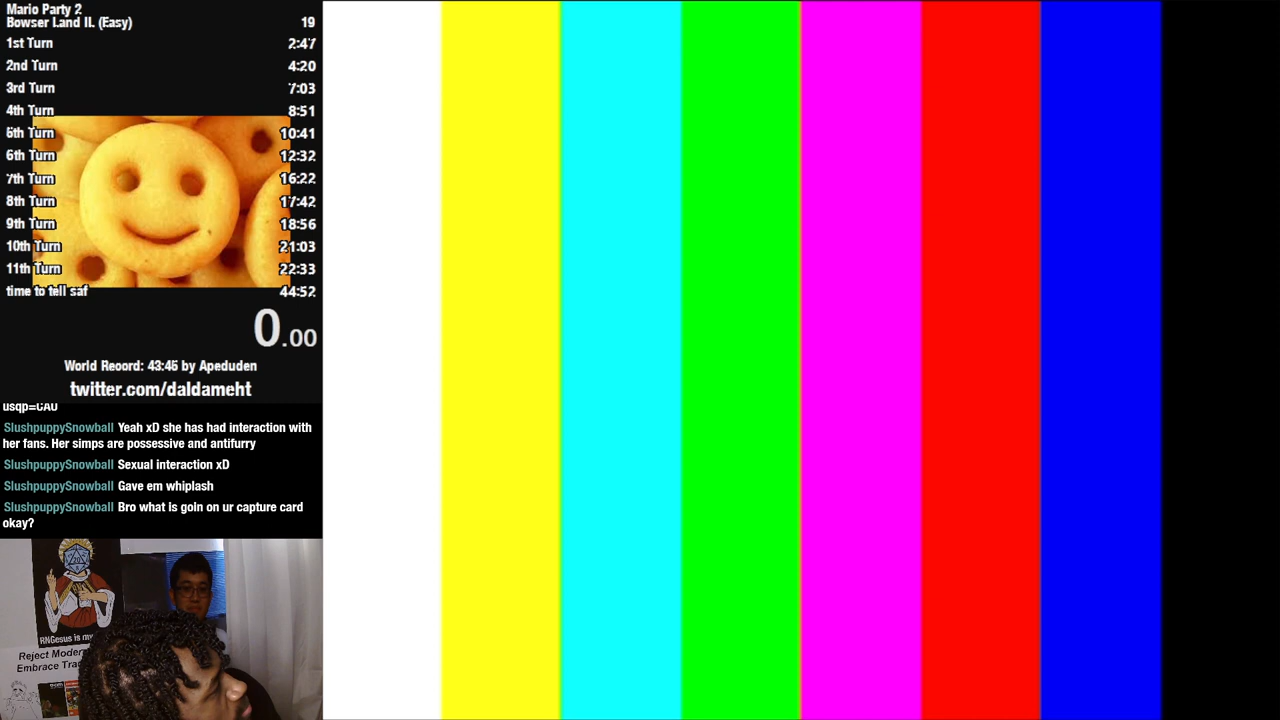 Mario Party 2
Bowser Land II. (Easy) 19
1st Turn 2:47
2nd Turn 4:20
3rd Turn 7:03
4th Turn 8:51
5th Turn 10:41
6th Turn 12:32
7th Turn 16:22
8th Turn 17:42
9th Turn 18:56
10th Turn 21:03
11th Turn 22:33
time to tell saf 44:52
0.00
World Record: 43:45 by Apeduden
twitter.com/daldameht
usqp=CAU
SlushpuppySnowball Yeah xD she has had interaction with
her fans. Her simps are possessive and antifurry
SlushpuppySnowball Sexual interaction xD
SlushpuppySnowball Gave em whiplash
SlushpuppySnowball Bro what is goin on ur capture card
okay?
RNGesus is my
Reject Moder
Embrace Tra